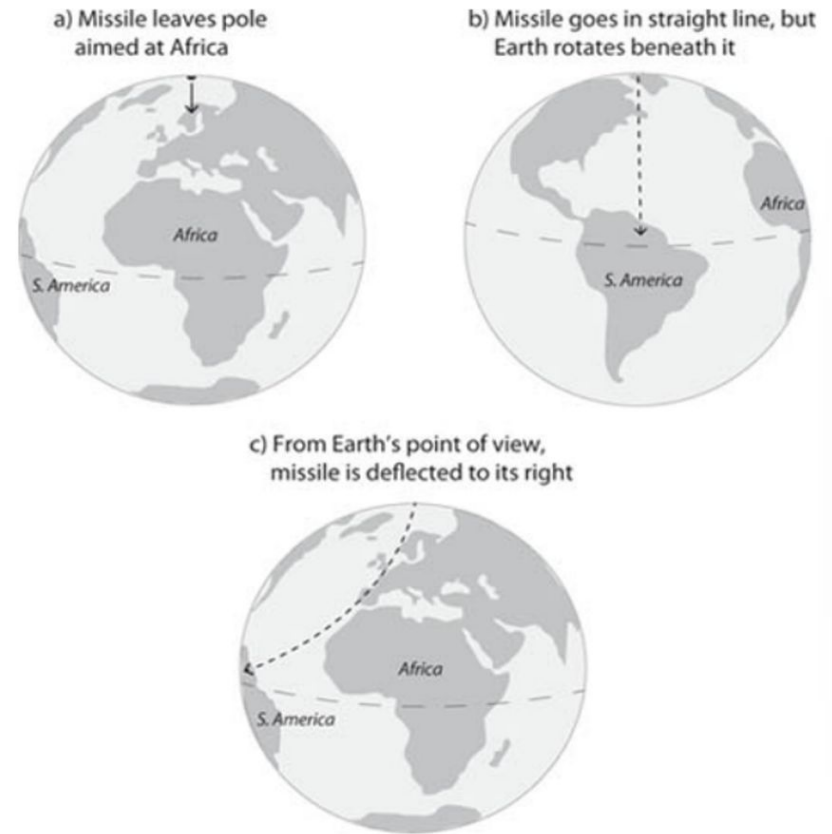 a) Missile leaves pole
aimed at Africa
b) Missile goes in straight line, but
Earth rotates beneath it
Africa
S. America
Africa
S. America
c) From Earth's point of view,
missile is deflected to its right
Africa
S. America